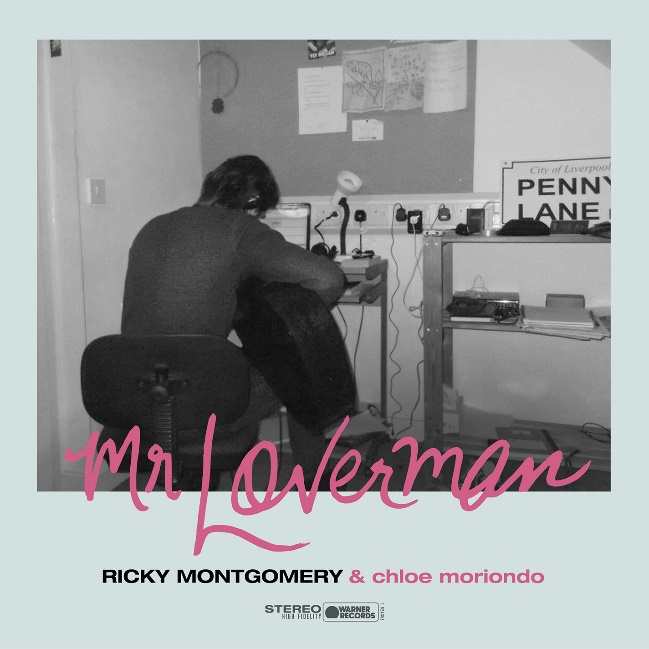 City of Liverpool
PENNY
LANE
Mr Loverman
RICKY MONTGOMERY & chloe moriondo
STEREO
HIGH FIDELITY
WARNER
RECORDS